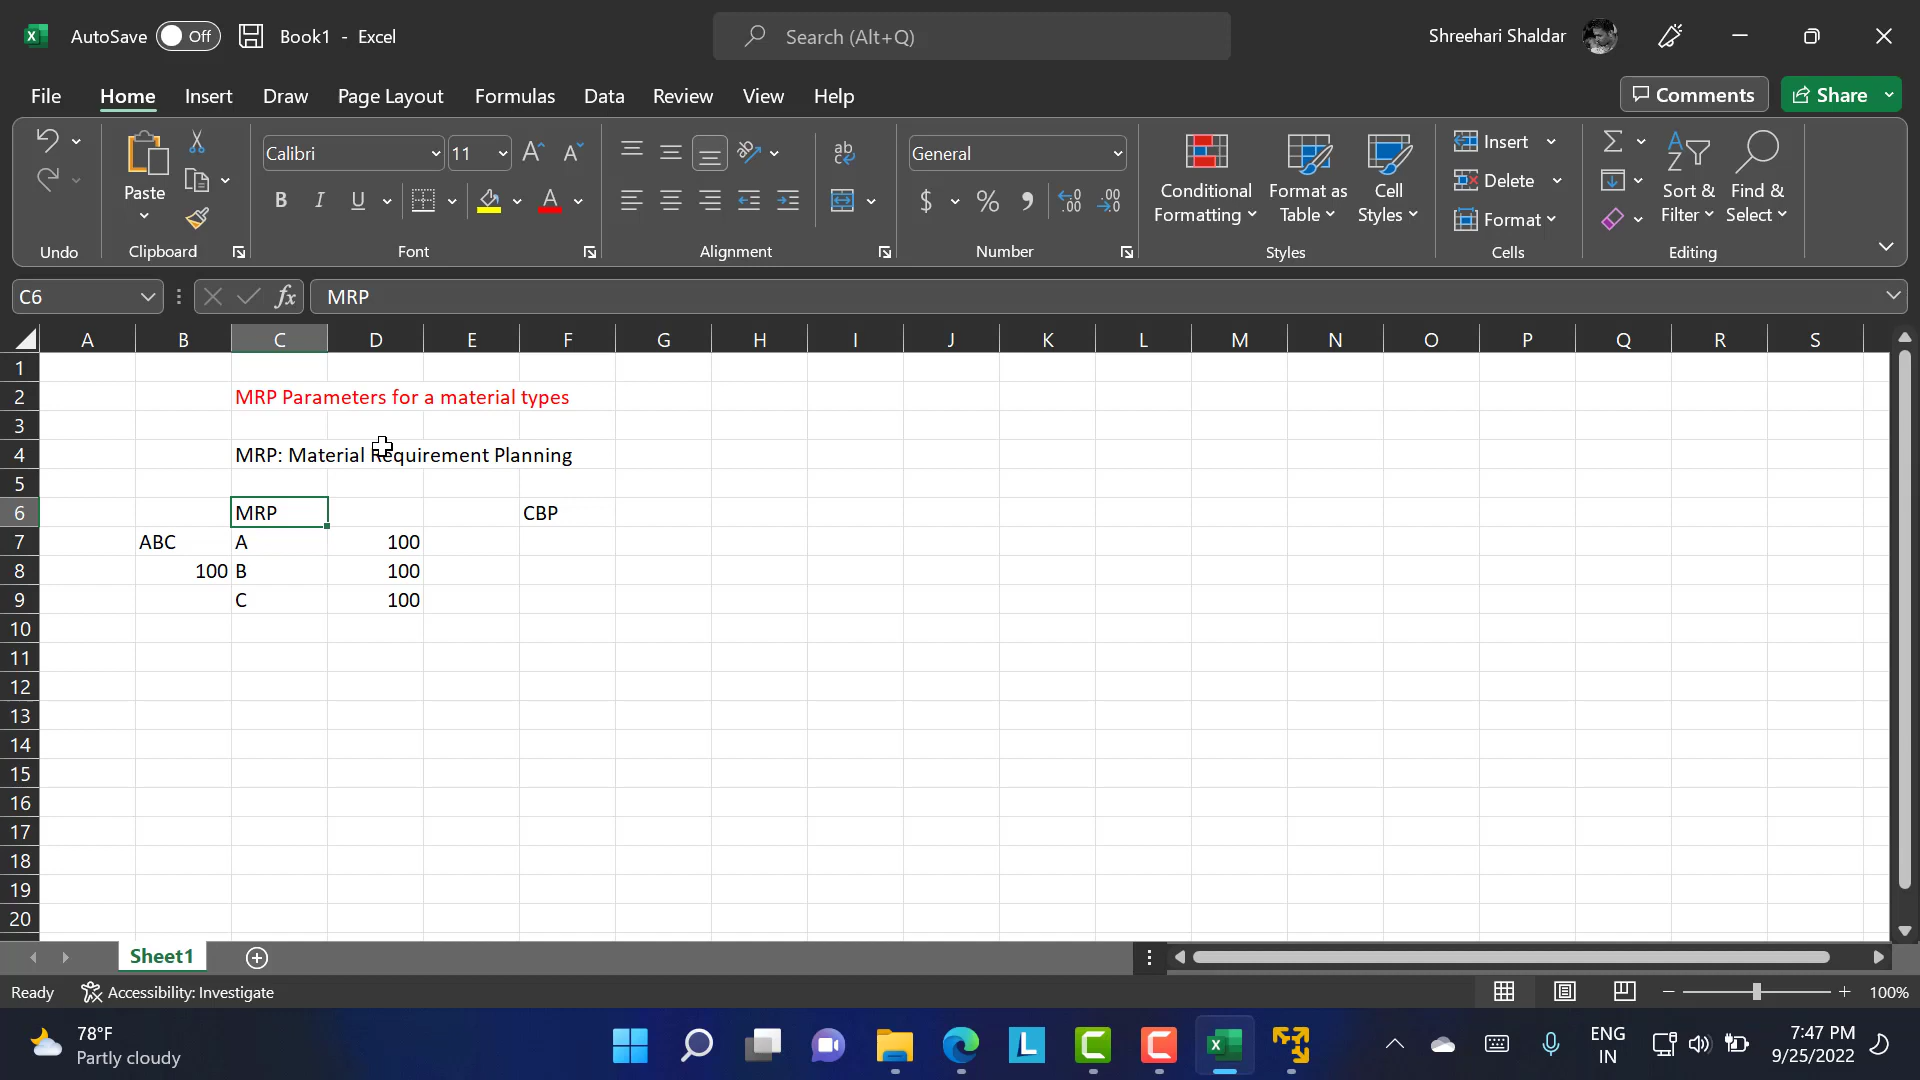 AutoSave Off Book1 - Excel Search (Alt+Q) Shreehari Shaldar
File Home Insert Draw Page Layout Formulas Data Review View Help Comments Share
Calibri 11 General Insert
Paste Conditional Formatting Format as Table Cell Styles Delete Sort & Filter Find & Select
Format
Undo Clipboard Font Alignment Number Styles Cells Editing
C6 fx MRP
A B C D E F G H I J K L M N O P Q R S
1
2 MRP Parameters for a material types
3
4 MRP: Material Requirement Planning
5
6 MRP CBP
7 ABC A 100
8 100 B 100
9 C 100
10
11
12
13
14
15
16
17
18
19
20
Sheet1
Ready Accessibility: Investigate 100%
78°F ENG 7:47 PM
Partly cloudy IN 9/25/2022